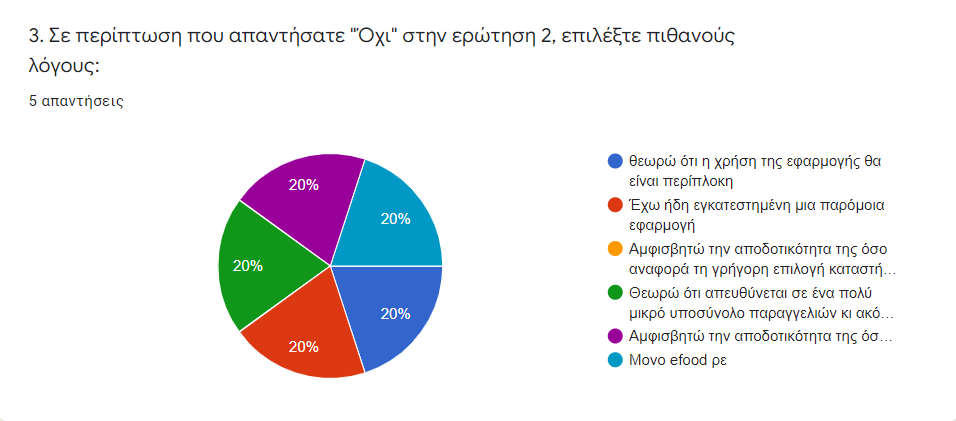 3. Σε περίπτωση που απαντήσατε "Όχι" στην ερώτηση 2, επιλέξτε πιθανούς
λόγους:
5 απαντήσεις
20%
20%
20%
20%
20%
θεωρώ ότι η χρήση της εφαρμογής θα
είναι περίπλοκη
Έχω ήδη εγκατεστημένη μια παρόμοια
εφαρμογή
Αμφισβητώ την αποδοτικότητα της όσο
αναφορά τη γρήγορη επιλογή καταστή…
Θεωρώ ότι απευθύνεται σε ένα πολύ
μικρό υποσύνολο παραγγελιών κι ακό…
Αμφισβητώ την αποδοτικότητα της όσ…
Μονο efood ρε